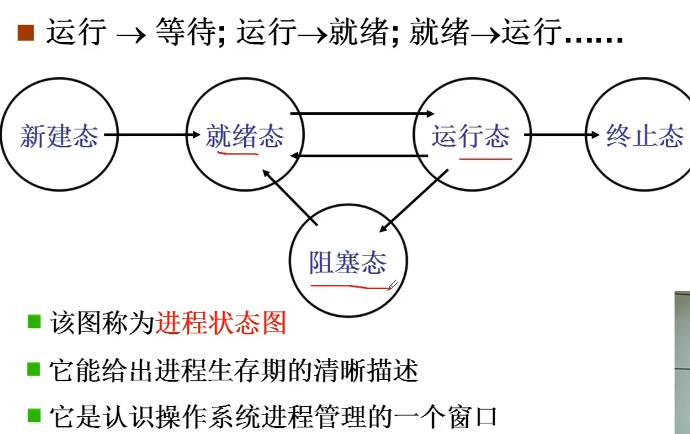 运行 → 等待; 运行→就绪; 就绪→运行……
新建态 就绪态 运行态 终止态
阻塞态
该图称为进程状态图
它能给出进程生存期的清晰描述
它是认识操作系统进程管理的一个窗口